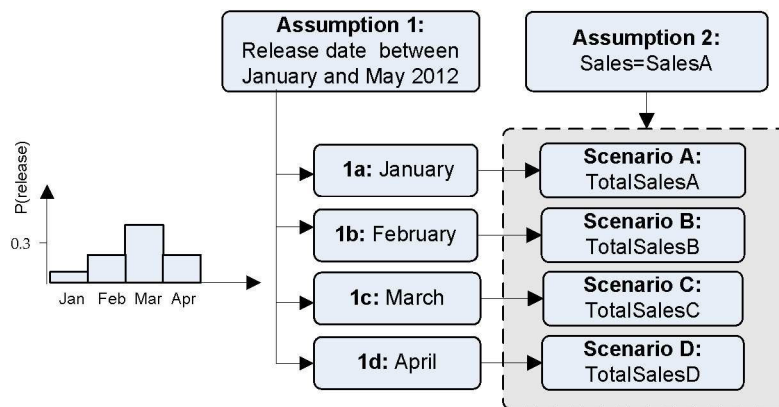 Assumption 1:
Release date between
January and May 2012
Assumption 2:
Sales=SalesA
P(release)
0.3
Jan Feb Mar Apr
1a: January
1b: February
1c: March
1d: April
Scenario A:
TotalSalesA
Scenario B:
TotalSalesB
Scenario C:
TotalSalesC
Scenario D:
TotalSalesD